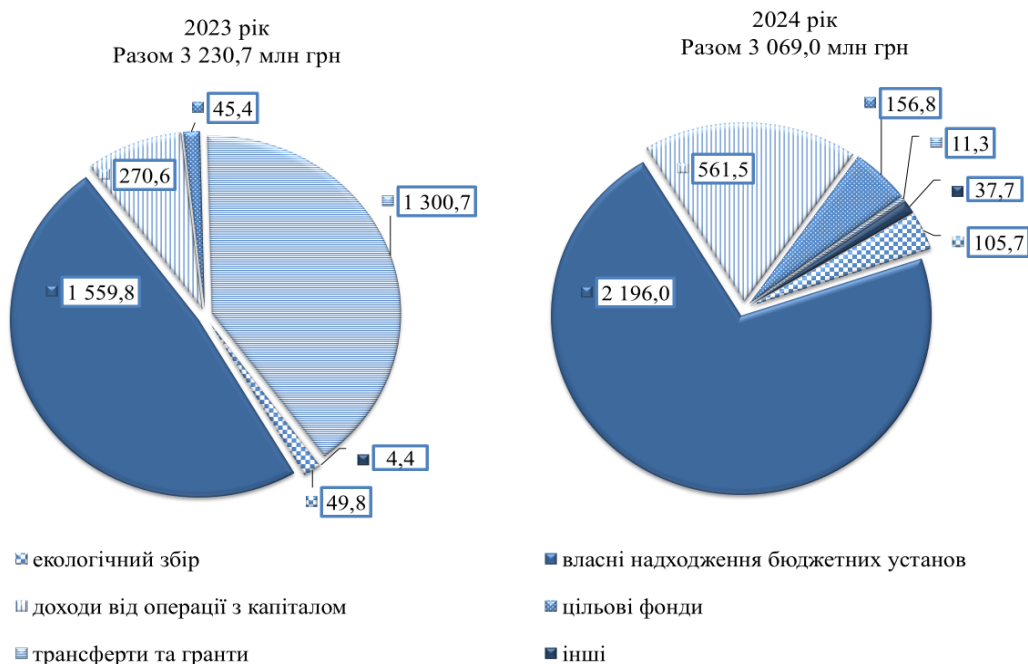 2023 рік
Разом 3 230,7 млн грн
45,4
270,6
1 300,7
1 559,8
4,4
49,8
2024 рік
Разом 3 069,0 млн грн
156,8
11,3
561,5
37,7
105,7
2 196,0
екологічний збір
власні надходження бюджетних установ
доходи від операції з капіталом
цільові фонди
трансферти та гранти
інші